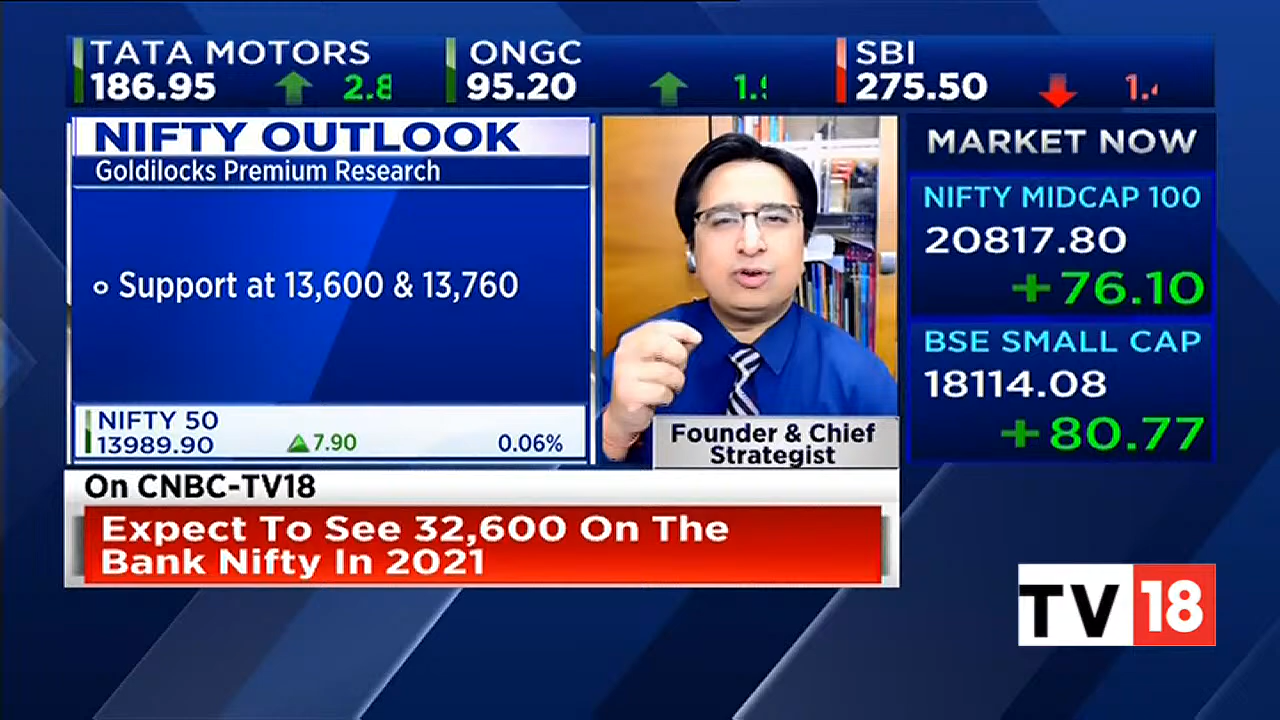 TATA MOTORS
186.95 2.8
ONGC
95.20
SBI
275.50
NIFTY OUTLOOK
Goldilocks Premium Research
Support at 13,600 & 13,760
NIFTY 50
13989.90 7.90 0.06%
Founder & Chief
Strategist
MARKET NOW
NIFTY MIDCAP 100
20817.80
+76.10
BSE SMALL CAP
18114.08
+80.77
On CNBC-TV18
Expect To See 32,600 On The
Bank Nifty In 2021
TV18